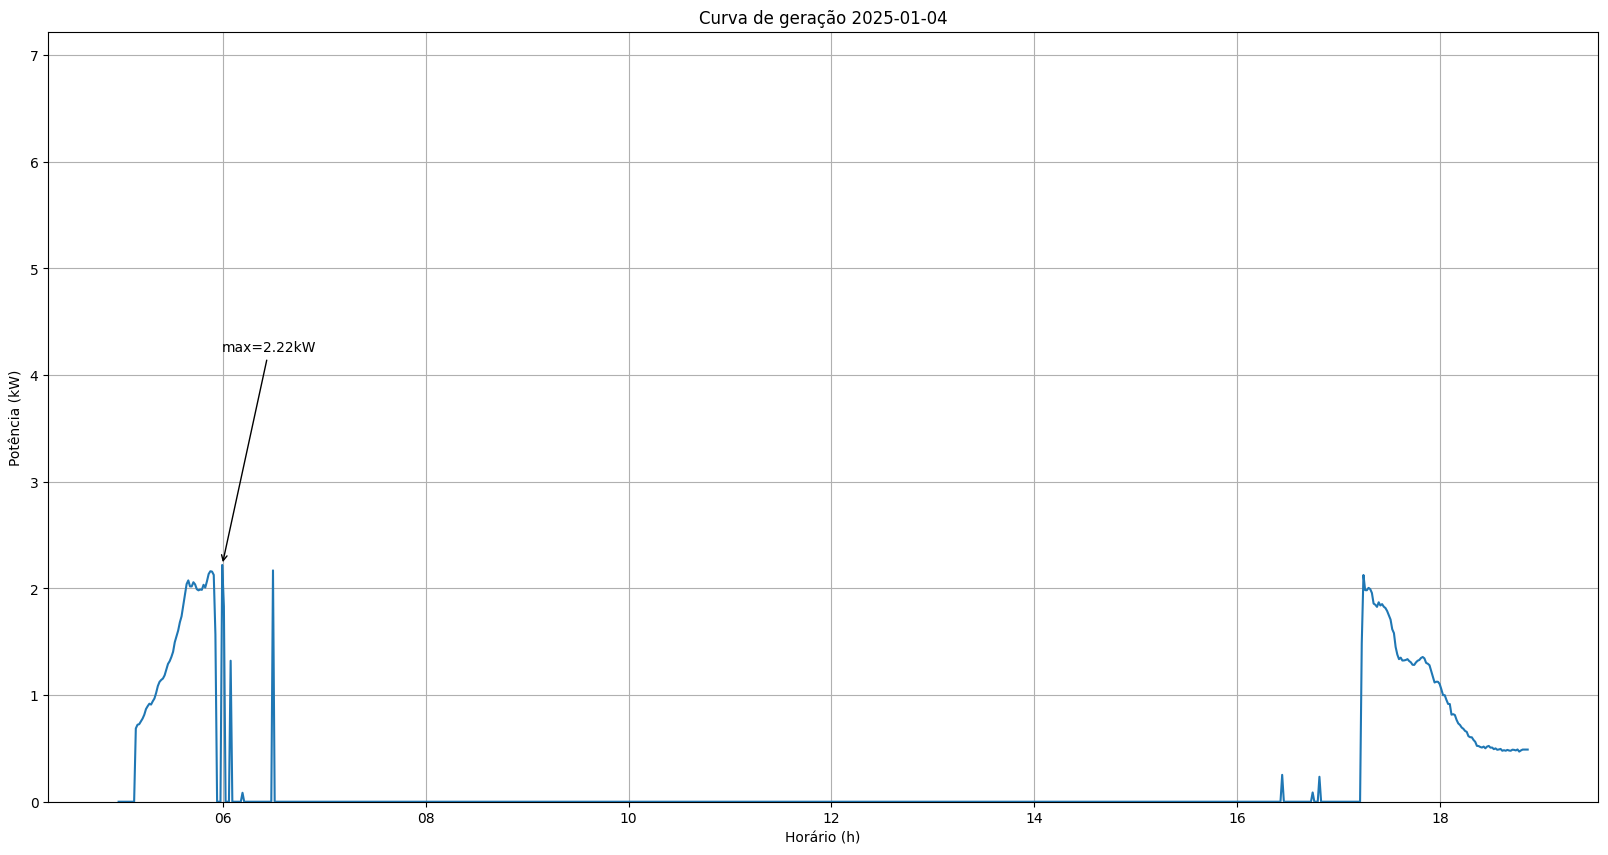 Curva de geração 2025-01-04
7
6
5
4
3
2
1
0
max=2.22kW
Potência (kW)
06 08 10 12 14 16 18
Horário (h)